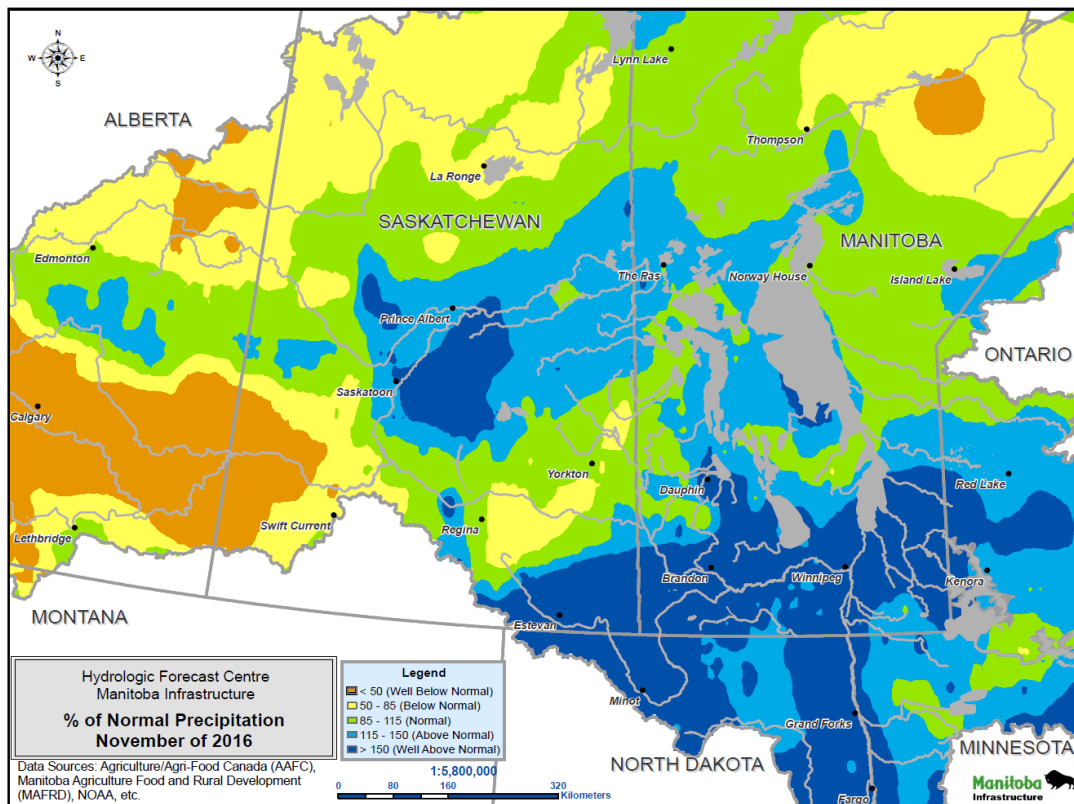 N
W E
S
Lynn Lake
ALBERTA
Thompson
La Ronge
SASKATCHEWAN
MANITOBA
Edmonton
The Pas
Norway House
Island Lake
Prince Albert
ONTARIO
Saskatoon
Calgary
Yorkton
Dauphin
Red Lake
Swift Current
Regina
Lethbridge
Brandon
Winnipeg
Kenora
MONTANA
Estevan
Minot
Grand Forks
NORTH DAKOTA
MINNESOTA
Fargo
Hydrologic Forecast Centre
Manitoba Infrastructure
% of Normal Precipitation
November of 2016
Legend
< 50 (Well Below Normal)
50 - 85 (Below Normal)
85 - 115 (Normal)
115 - 150 (Above Normal)
> 150 (Well Above Normal)
Data Sources: Agriculture/Agri-Food Canada (AAFC),
Manitoba Agriculture Food and Rural Development
(MAFRD), NOAA, etc.
1:5,800,000
0 80 160 320
Kilometers
Manitoba
Infrastructure